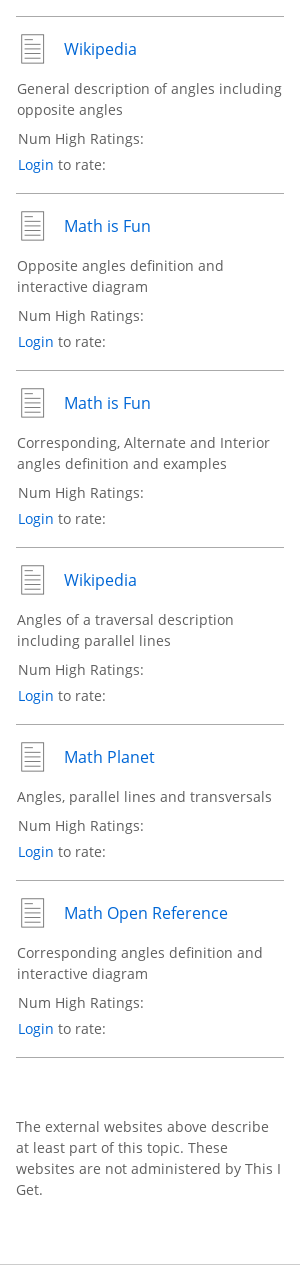 Wikipedia
General description of angles including
opposite angles
Num High Ratings:
Login to rate:
Math is Fun
Opposite angles definition and
interactive diagram
Num High Ratings:
Login to rate:
Math is Fun
Corresponding, Alternate and Interior
angles definition and examples
Num High Ratings:
Login to rate:
Wikipedia
Angles of a traversal description
including parallel lines
Num High Ratings:
Login to rate:
Math Planet
Angles, parallel lines and transversals
Num High Ratings:
Login to rate:
Math Open Reference
Corresponding angles definition and
interactive diagram
Num High Ratings:
Login to rate:
The external websites above describe
at least part of this topic. These
websites are not administered by This I
Get.